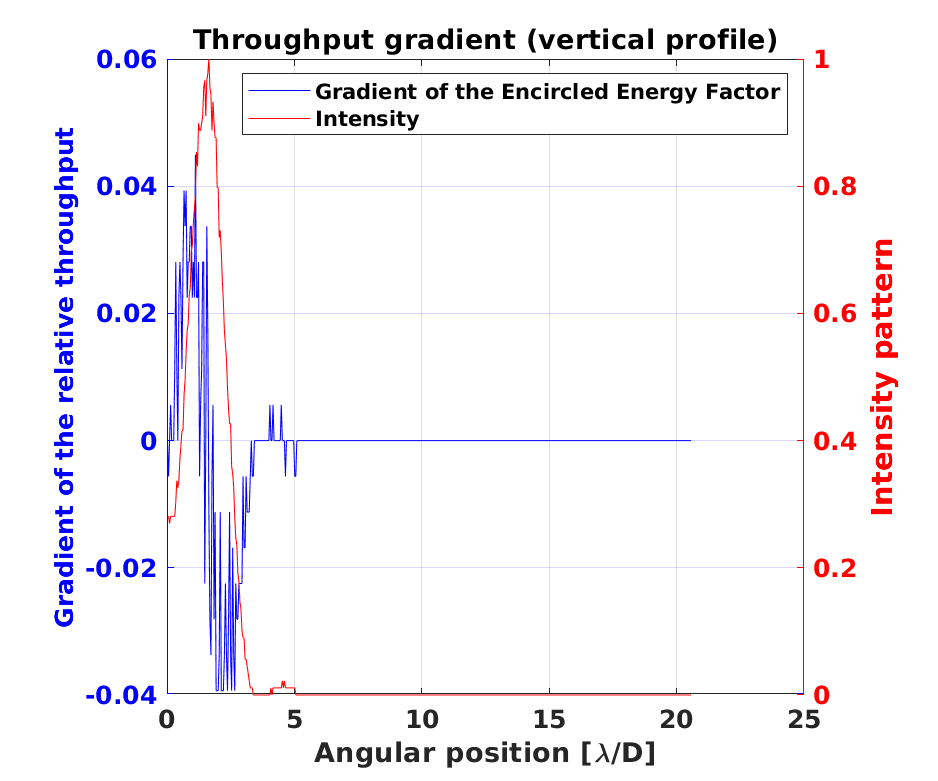 Throughput gradient (vertical profile)
Gradient of the Encircled Energy Factor
Intensity
Gradient of the relative throughput
0.06
0.04
0.02
0
-0.02
-0.04
Intensity pattern
1
0.8
0.6
0.4
0.2
0
0 5 10 15 20 25
Angular position [λ/D]